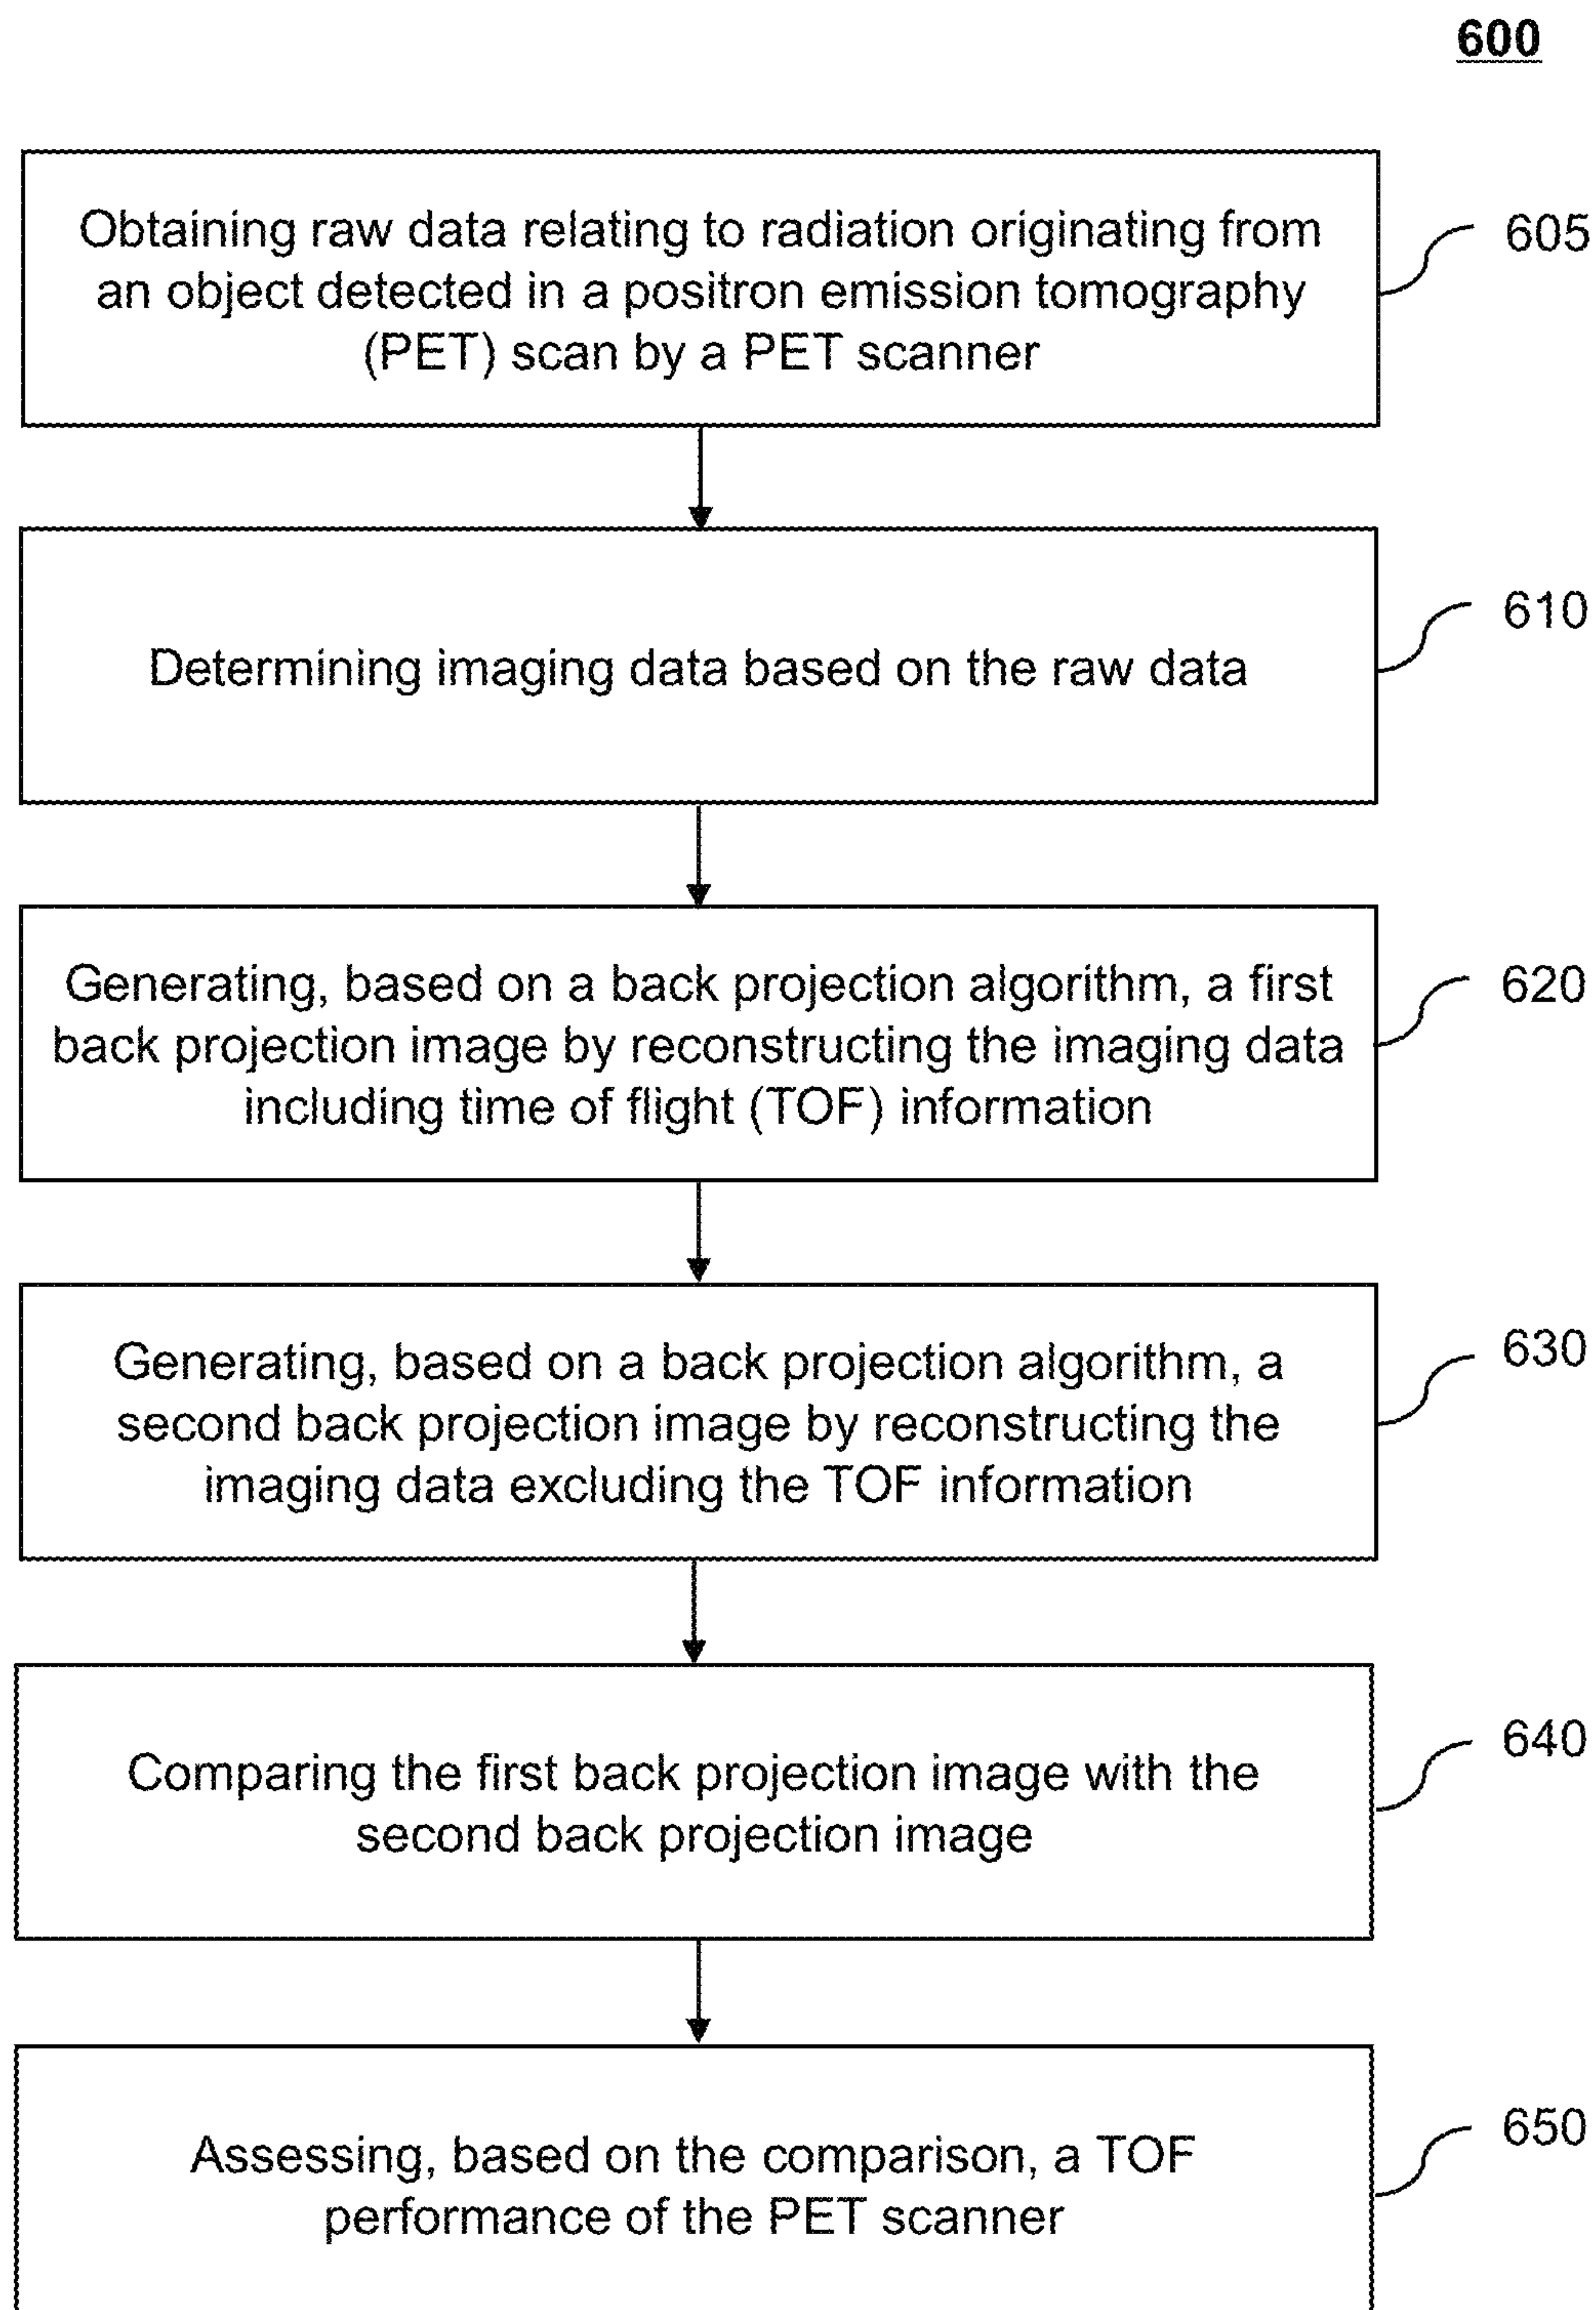 600
Obtaining raw data relating to radiation originating from
an object detected in a positron emission tomography
(PET) scan by a PET scanner
605
Determining imaging data based on the raw data
610
Generating, based on a back projection algorithm, a first
back projection image by reconstructing the imaging data
including time of flight (TOF) information
620
Generating, based on a back projection algorithm, a
second back projection image by reconstructing the
imaging data excluding the TOF information
630
Comparing the first back projection image with the
second back projection image
640
Assessing, based on the comparison, a TOF
performance of the PET scanner
650